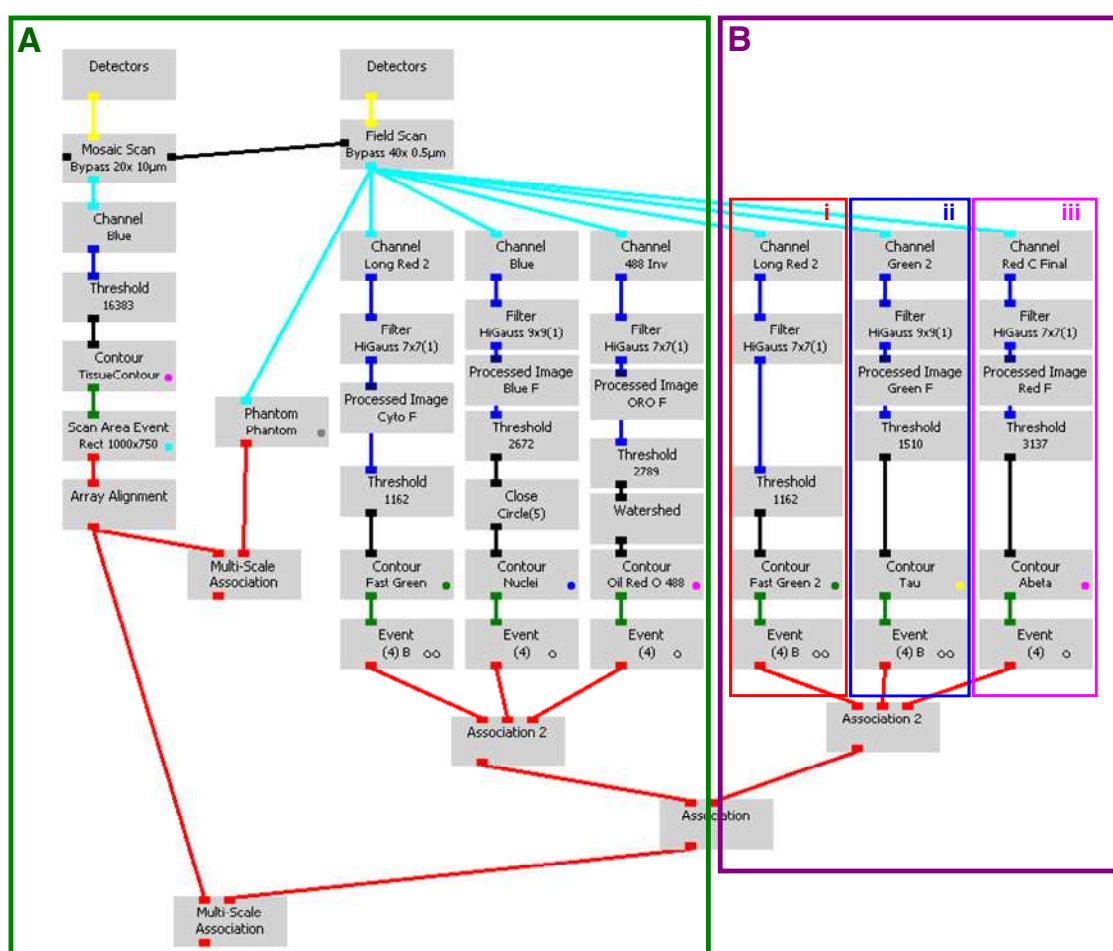 A
B
Detectors
Detectors
Mosaic Scan
Bypass 20x 10µm
Field Scan
Bypass 40x 0.5µm
i
ii
iii
Channel
Blue
Channel
Long Red 2
Channel
Blue
Channel
488 Inv
Channel
Long Red 2
Channel
Green 2
Channel
Red C Final
Threshold
16383
Filter
HiGauss 7x7(1)
Filter
HiGauss 9x9(1)
Filter
HiGauss 7x7(1)
Filter
HiGauss 7x7(1)
Filter
HiGauss 9x9(1)
Filter
HiGauss 7x7(1)
Contour
TissueContour
Processed Image
Cyto F
Processed Image
Blue F
Processed Image
ORO F
Processed Image
Green F
Processed Image
Red F
Scan Area Event
Rect 1000x750
Phantom
Phantom
Threshold
2672
Threshold
2789
Threshold
1510
Threshold
3137
Array Alignment
Threshold
1162
Close
Circle(5)
Watershed
Threshold
1162
Multi-Scale
Association
Contour
Fast Green
Contour
Nuclei
Contour
Oil Red O 488
Contour
Fast Green 2
Contour
Tau
Contour
Abeta
Event
(4) B
Event
(4)
Event
(4)
Event
(4) B
Event
(4) B
Event
(4)
Association 2
Association 2
Association
Multi-Scale
Association